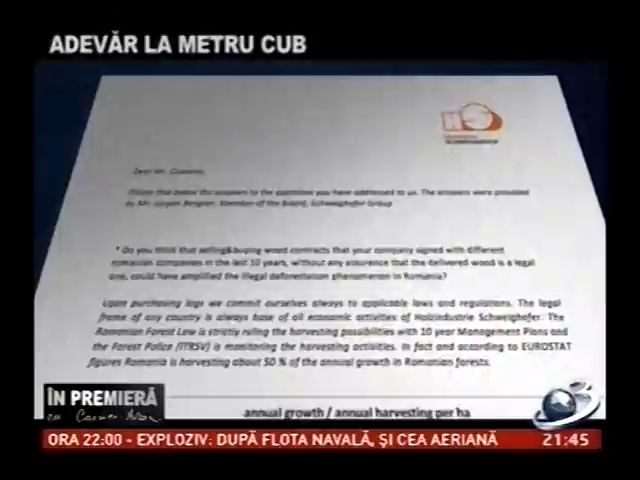 ADEVĂR LA METRU CUB
Dear Mr.
Please find below the answers to the questions you have addressed to us. The answers were provided
by Mr. Jürgen Bergner, Member of the Board, Schweighofer Group
* Do you think that selling&buying wood contracts that your company signed with different
romanian companies in the last 10 years, without any assurance that the delivered wood is a legal
one, could have amplified the illegal deforestation phenomenon in Romania?
Upon purchasing logs we commit ourselves always to applicable laws and regulations. The legal
frame of any country is always base of all economic activities of Holzindustrie Schweighofer. The
Romanian Forest Law is strictly ruling the harvesting possibilities with 10 year Management Plans and
the Forest Police (ITRSV) is monitoring the harvesting activities. In fact and according to EUROSTAT
figures Romania is harvesting about 50 % of the annual growth in Romanian forests.
annual growth / annual harvesting per ha
ÎN PREMIERĂ
cu Carmen
3
ORA 22:00 - EXPLOZIV: DUPĂ FLOTA NAVALĂ, ȘI CEA AERIANĂ
21:45